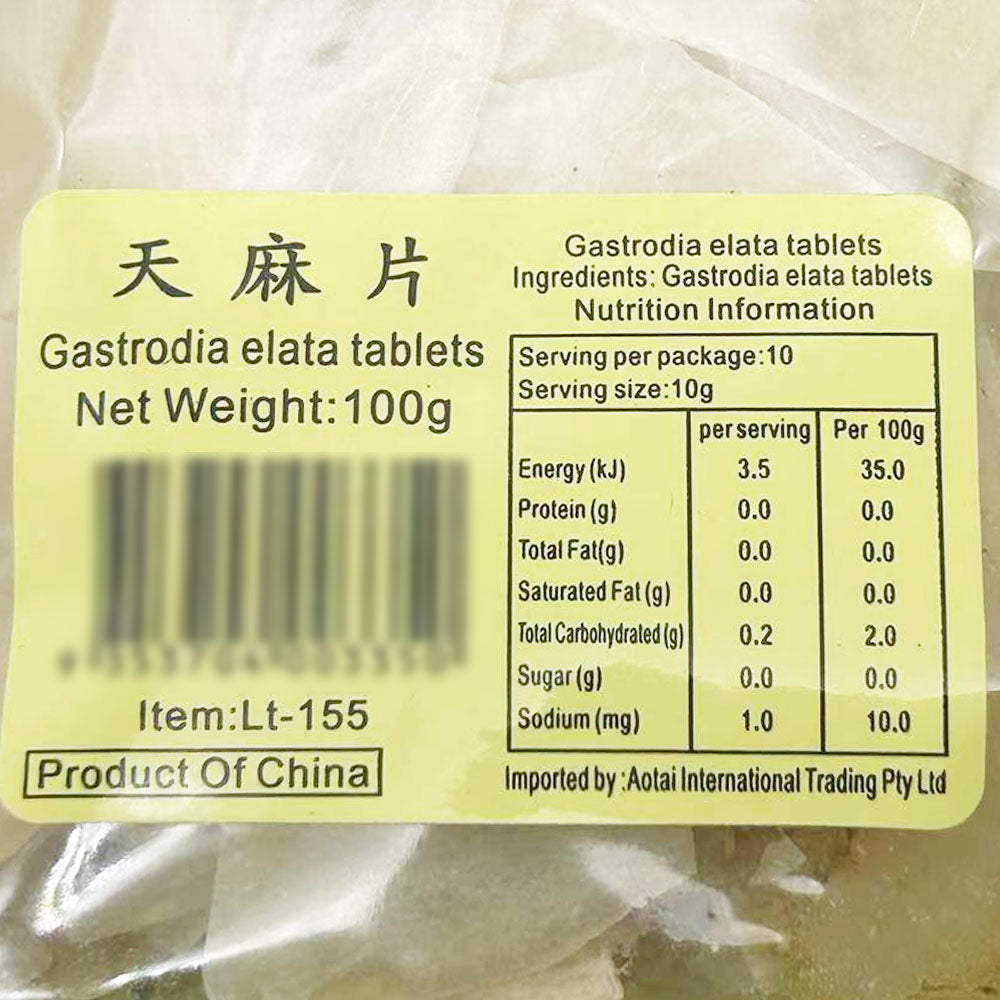 天麻片
Gastrodia elata tablets
Net Weight:100g
Item:Lt-155
Product Of China
Gastrodia elata tablets
Ingredients: Gastrodia elata tablets
Nutrition Information
Serving per package:10
Serving size:10g
per serving Per 100g
Energy (kJ) 3.5 35.0
Protein (g) 0.0 0.0
Total Fat(g) 0.0 0.0
Saturated Fat (g) 0.0 0.0
Total Carbohydrated (g) 0.2 2.0
Sugar (g) 0.0 0.0
Sodium (mg) 1.0 10.0
Imported by :Aotai International Trading Pty Ltd